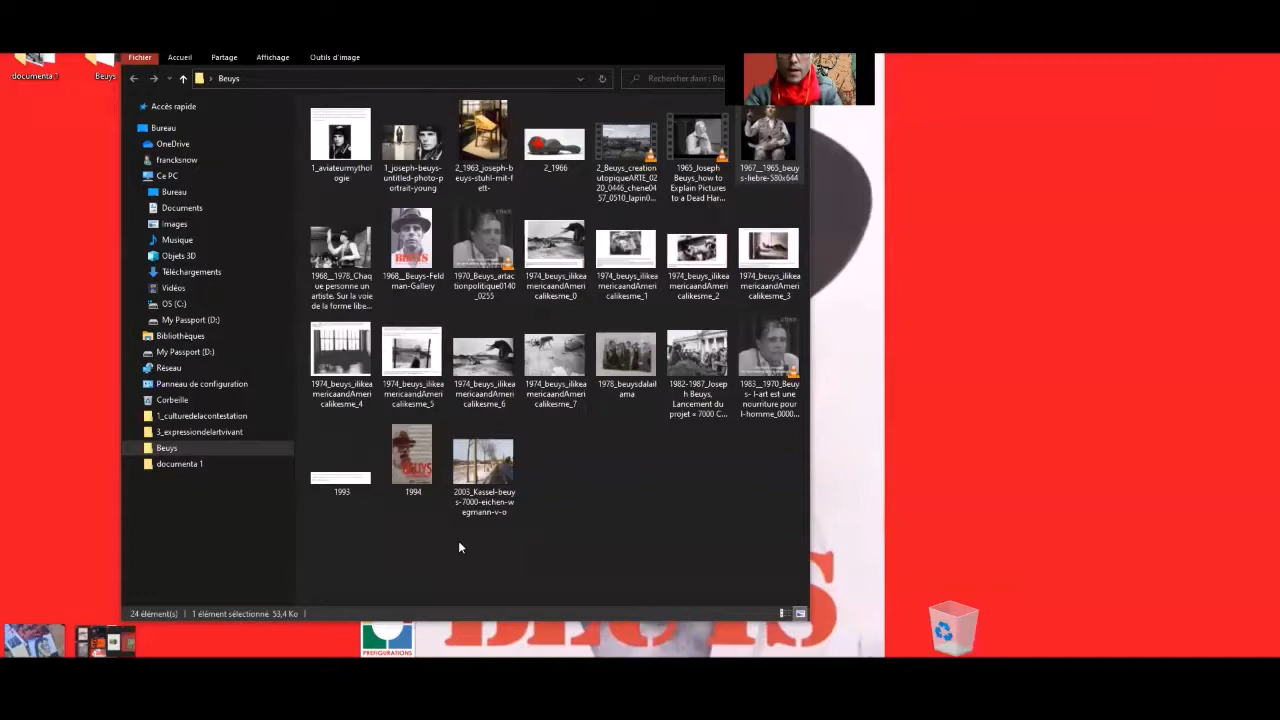 documenta 1
Beuys
Fichier Accueil Partage Affichage Outils d'image
Beuys
Rechercher dans : Beu
Accès rapide
Bureau
OneDrive
francksnow
Ce PC
Bureau
Documents
Images
Musique
Objets 3D
Téléchargements
Vidéos
OS (C:)
My Passport (D:)
Bibliothèques
My Passport (D:)
Réseau
Panneau de configuration
Corbeille
1_culturedelacontestation
3_expressiondelartvivant
Beuys
documenta 1
1_aviateurmythol
ogie
1_joseph-beuys-
untitled-photo-p
ortrait-young
2_1963_joseph-b
euys-stuhl-mit-f
ett-
2_1966
2_Beuys_creation
utopiqueARTE_02
20_0446_chene04
57_0510_lapin0...
1965_Joseph
Beuys_how to
Explain Pictures
to a Dead Har...
1967__1965_beuy
s-liebre-580x644
1968__1978_Chaq
ue personne un
artiste. Sur la voie
de la forme libe...
1968__Beuys-Feld
man-Gallery
1970_Beuys_artac
tionpolitique0140
_0255
1974_beuys_ilikea
mericaandAmeri
calikesme_0
1974_beuys_ilikea
mericaandAmeri
calikesme_1
1974_beuys_ilikea
mericaandAmeri
calikesme_2
1974_beuys_ilikea
mericaandAmeri
calikesme_3
1974_beuys_ilikea
mericaandAmeri
calikesme_4
1974_beuys_ilikea
mericaandAmeri
calikesme_5
1974_beuys_ilikea
mericaandAmeri
calikesme_6
1974_beuys_ilikea
mericaandAmeri
calikesme_7
1978_beuysdalail
ama
1982-1987_Josep
h Beuys,
Lancement du
projet « 7000 C...
1983__1970_Beuy
s- l-art est une
nourriture pour
l-homme_0000...
1993
BEUYS
1994
2003_Kassel-beuy
s-7000-eichen-w
egmann-v-o
24 élément(s) 1 élément sélectionné 53,4 Ko
PREFIGURATIONS
BEUYS